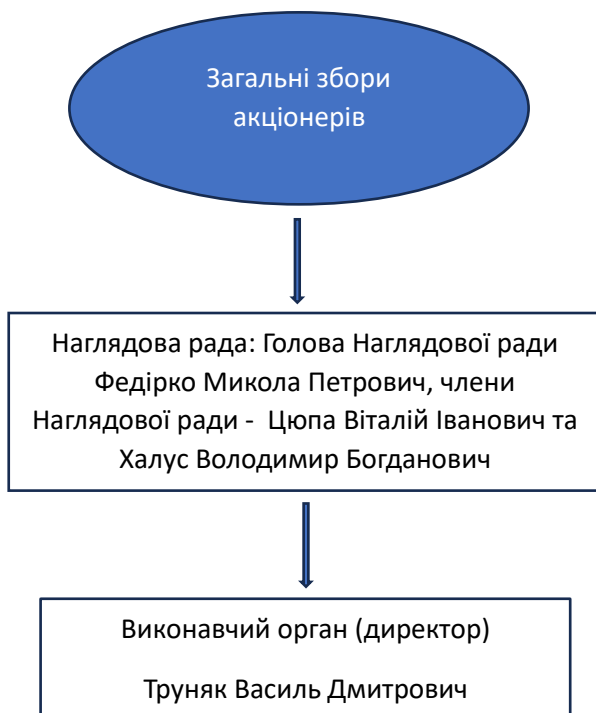 Загальні збори
акціонерів
Наглядова рада: Голова Наглядової ради
Федірко Микола Петрович, члени
Наглядової ради -  Цюпа Віталій Іванович та
Халус Володимир Богданович
Виконавчий орган (директор)
Труняк Василь Дмитрович